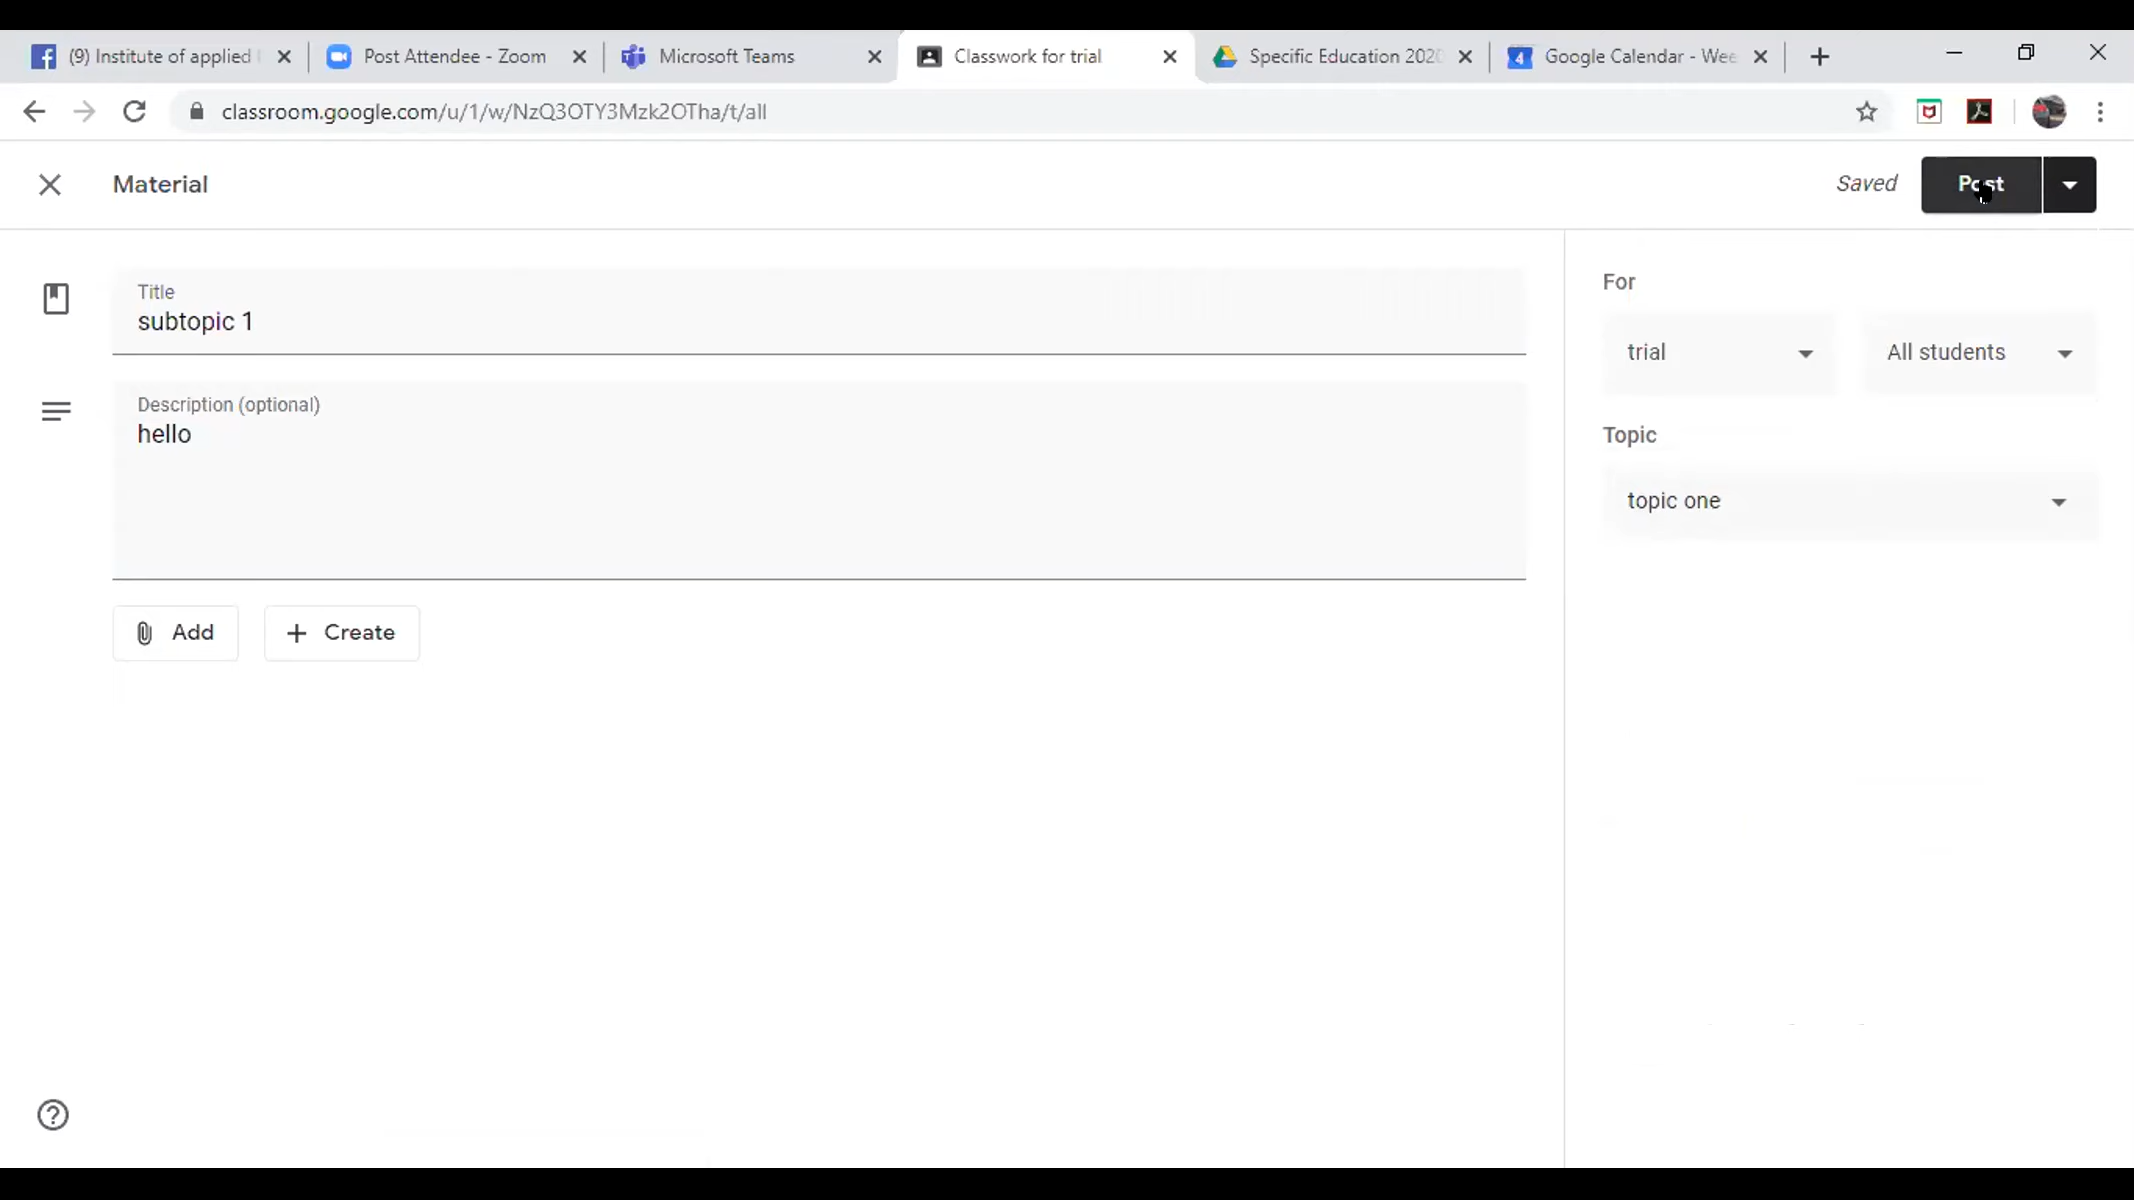 (9) Institute of applied
Post Attendee - Zoom
Microsoft Teams
Classwork for trial
Specific Education 2020
4
Google Calendar - Wee
classroom.google.com/u/1/w/NzQ3OTY3Mzk2OTha/t/all
Material
Saved
Post
Title
subtopic 1
Description (optional)
hello
Add
Create
For
trial
All students
Topic
topic one